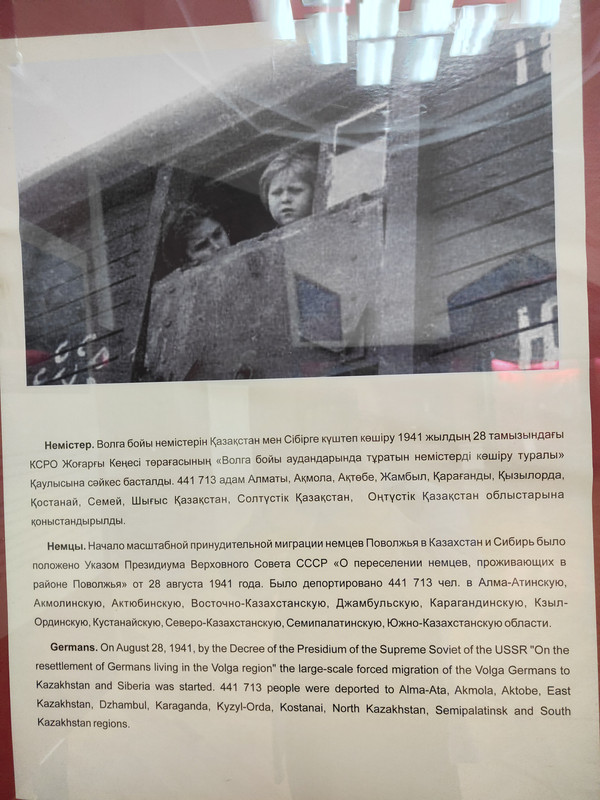 Немістер. Волга бойы немістерін Қазақстан мен Сібірге күштеп көшіру 1941 жылдың 28 тамызындағы
КСРО Жоғарғы Кеңесі төрағасының «Волга бойы аудандарында тұратын немістерді көшіру туралы»
Қаулысына сәйкес басталды. 441 713 адам Алматы, Ақмола, Ақтөбе, Жамбыл, Қарағанды, Қызылорда,
Қостанай, Семей, Шығыс Қазақстан, Солтүстік Қазақстан, Оңтүстік Қазақстан облыстарына
қоныстандырылды.
Немцы. Начало масштабной принудительной миграции немцев Поволжья в Казахстан и Сибирь было
положено Указом Президиума Верховного Совета СССР «О переселении немцев, проживающих в
районе Поволжья» от 28 августа 1941 года. Было депортировано 441 713 чел. в Алма-Атинскую,
Акмолинскую, Актюбинскую, Восточно-Казахстанскую, Джамбульскую, Карагандинскую, Кзыл-
Ординскую, Кустанайскую, Северо-Казахстанскую, Семипалатинскую, Южно-Казахстанскую области.
Germans. On August 28, 1941, by the Decree of the Presidium of the Supreme Soviet of the USSR "On the
resettlement of Germans living in the Volga region" the large-scale forced migration of the Volga Germans to
Kazakhstan and Siberia was started. 441 713 people were deported to Alma-Ata, Akmola, Aktobe, East
Kazakhstan, Dzhambul, Karaganda, Kyzyl-Orda, Kostanai, North Kazakhstan, Semipalatinsk and South
Kazakhstan regions.